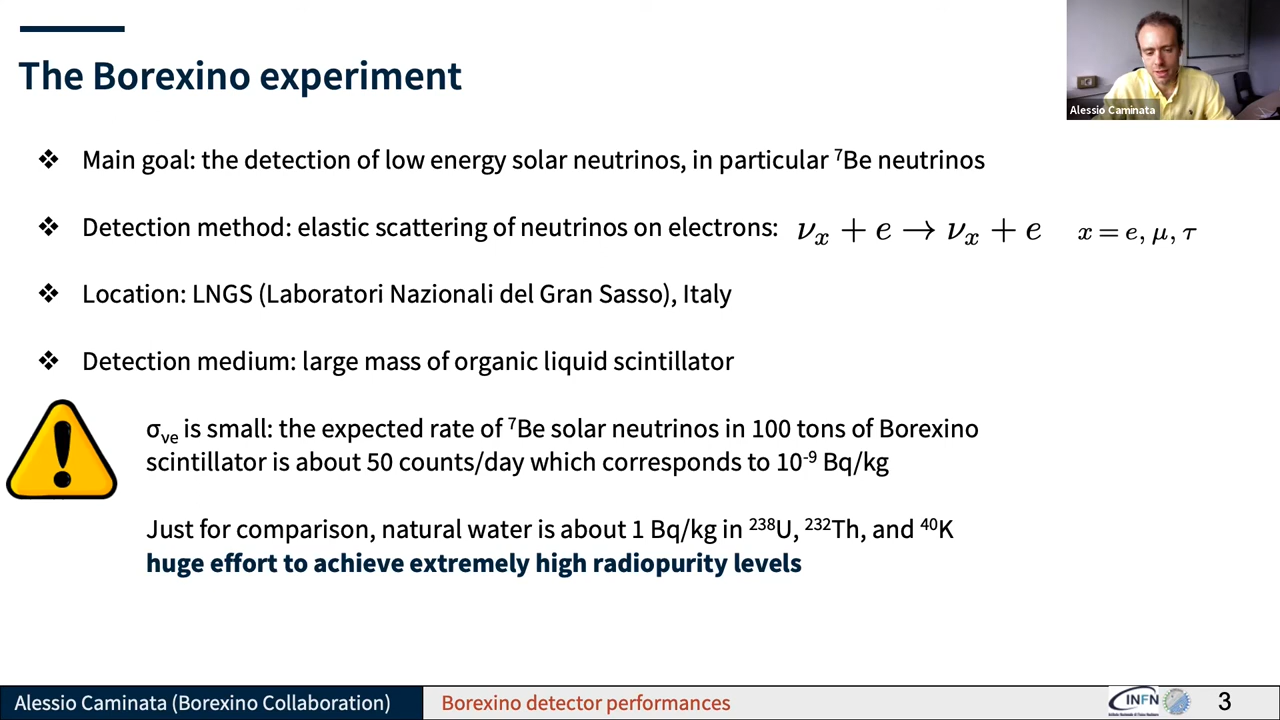 The Borexino experiment
Alessio Caminata
❖ Main goal: the detection of low energy solar neutrinos, in particular ⁷Be neutrinos
❖ Detection method: elastic scattering of neutrinos on electrons: νₓ + e → νₓ + e x = e, μ, τ
❖ Location: LNGS (Laboratori Nazionali del Gran Sasso), Italy
❖ Detection medium: large mass of organic liquid scintillator
σνe is small: the expected rate of ⁷Be solar neutrinos in 100 tons of Borexino
scintillator is about 50 counts/day which corresponds to 10⁻⁹ Bq/kg
Just for comparison, natural water is about 1 Bq/kg in ²³⁸U, ²³²Th, and ⁴⁰K
huge effort to achieve extremely high radiopurity levels
Alessio Caminata (Borexino Collaboration)
Borexino detector performances
INFN
3